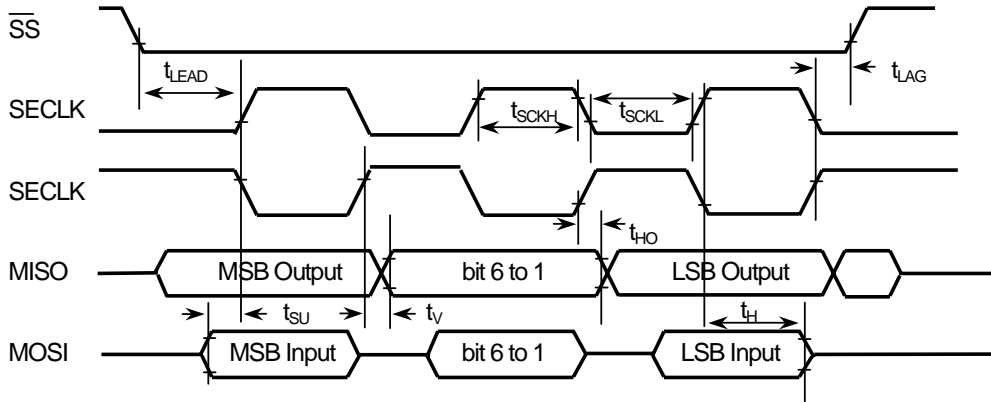 SS
tLEAD
tLAG
SECLK
tSCKH
tSCKL
SECLK
tHO
MISO
MSB Output
bit 6 to 1
LSB Output
tSU
tV
tH
MOSI
MSB Input
bit 6 to 1
LSB Input